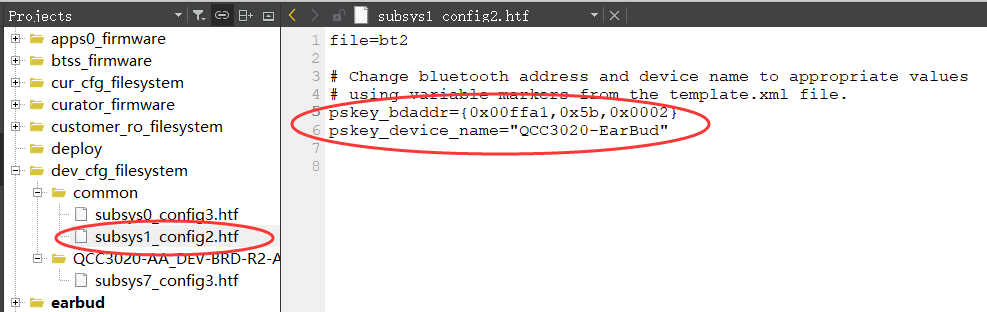 Projects
subsys1_config2.htf
apps0_firmware
btss_firmware
cur_cfg_filesystem
curator_firmware
customer_ro_filesystem
deploy
dev_cfg_filesystem
common
subsys0_config3.htf
subsys1_config2.htf
QCC3020-AA_DEV-BRD-R2-A
subsys7_config3.htf
earbud
1 file=bt2
2
3 # Change bluetooth address and device name to appropriate values
4 # using variable markers from the template.xml file.
5 pskey_bdaddr={0x00ffa1,0x5b,0x0002}
6 pskey_device_name="QCC3020-EarBud"
7
8